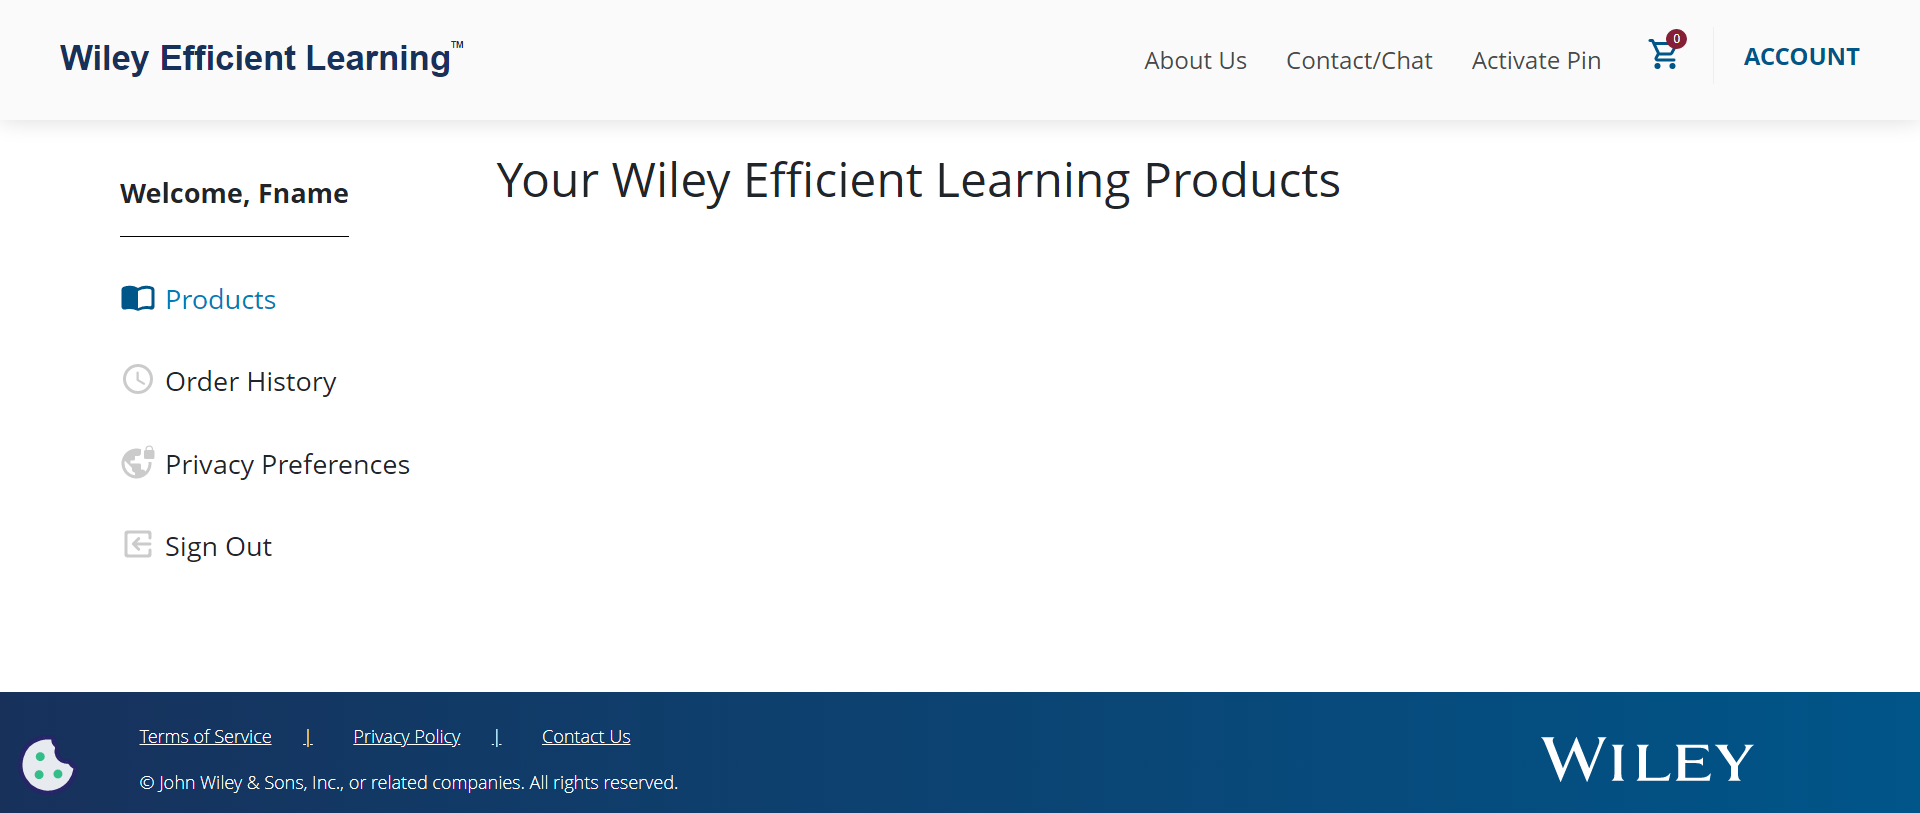 Wiley Efficient Learning™
About Us
Contact/Chat
Activate Pin
0
ACCOUNT
Welcome, Fname
Your Wiley Efficient Learning Products
Products
Order History
Privacy Preferences
Sign Out
Terms of Service | Privacy Policy | Contact Us
© John Wiley & Sons, Inc., or related companies. All rights reserved.
WILEY